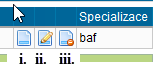 Specializace
baf
i. ii. iii.